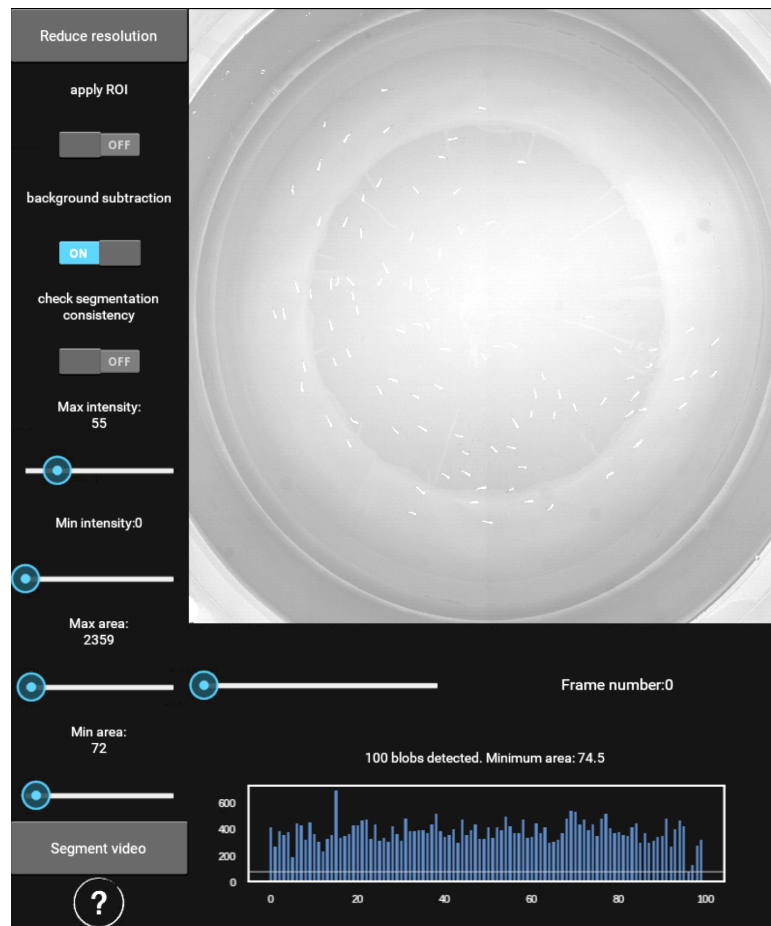 Reduce resolution
apply ROI
OFF
background subtraction
ON
check segmentation
consistency
OFF
Max intensity:
55
Min intensity:0
Max area:
2359
Min area:
72
Segment video
?
Frame number:0
100 blobs detected. Minimum area: 74.5
600
400
200
0
0 20 40 60 80 100